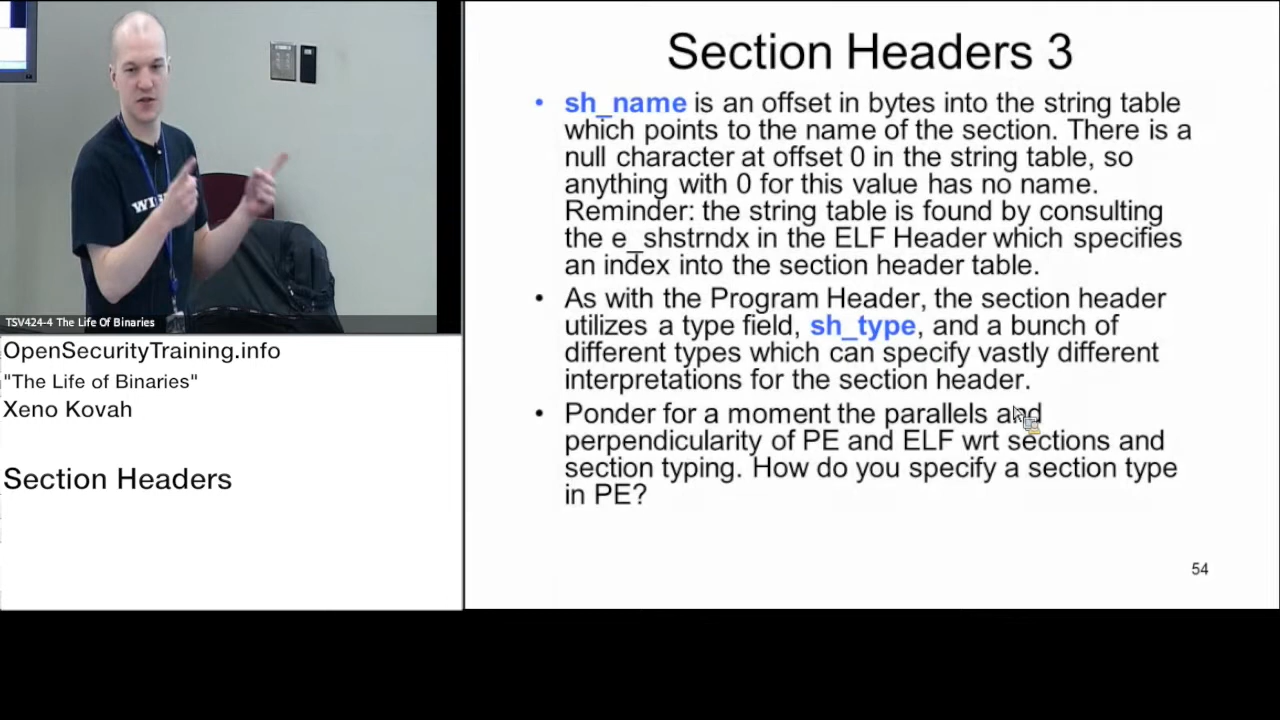 WIG
TSV424-4 The Life Of Binaries
OpenSecurityTraining.info
"The Life of Binaries"
Xeno Kovah
Section Headers
Section Headers 3
• sh_name is an offset in bytes into the string table
which points to the name of the section. There is a
null character at offset 0 in the string table, so
anything with 0 for this value has no name.
Reminder: the string table is found by consulting
the e_shstrndx in the ELF Header which specifies
an index into the section header table.
• As with the Program Header, the section header
utilizes a type field, sh_type, and a bunch of
different types which can specify vastly different
interpretations for the section header.
• Ponder for a moment the parallels and
perpendicularity of PE and ELF wrt sections and
section typing. How do you specify a section type
in PE?
54